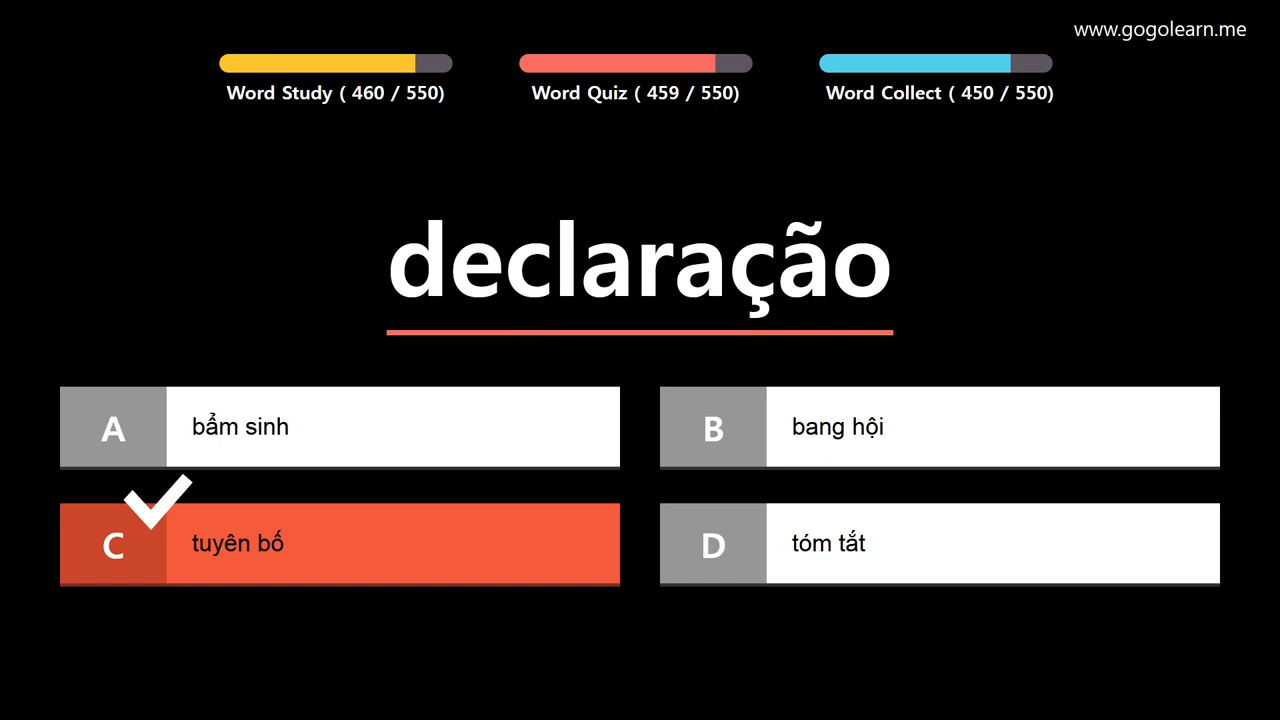 www.gogolearn.me
Word Study ( 460 / 550)
Word Quiz ( 459 / 550)
Word Collect ( 450 / 550)
declaração
A
bẩm sinh
B
bang hội
C
tuyên bố
D
tóm tắt